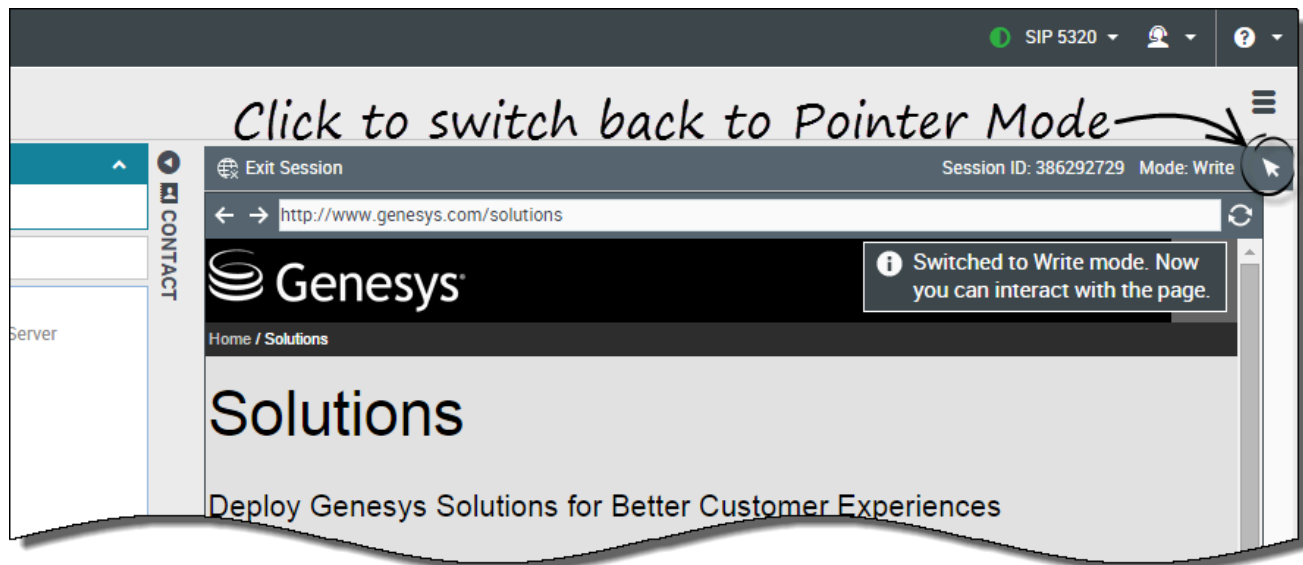 SIP 5320
Click to switch back to Pointer Mode
Exit Session
Session ID: 386292729 Mode: Write
CONTACT
http://www.genesys.com/solutions
Genesys
Switched to Write mode. Now
you can interact with the page.
Server
Home / Solutions
Solutions
Deploy Genesys Solutions for Better Customer Experiences